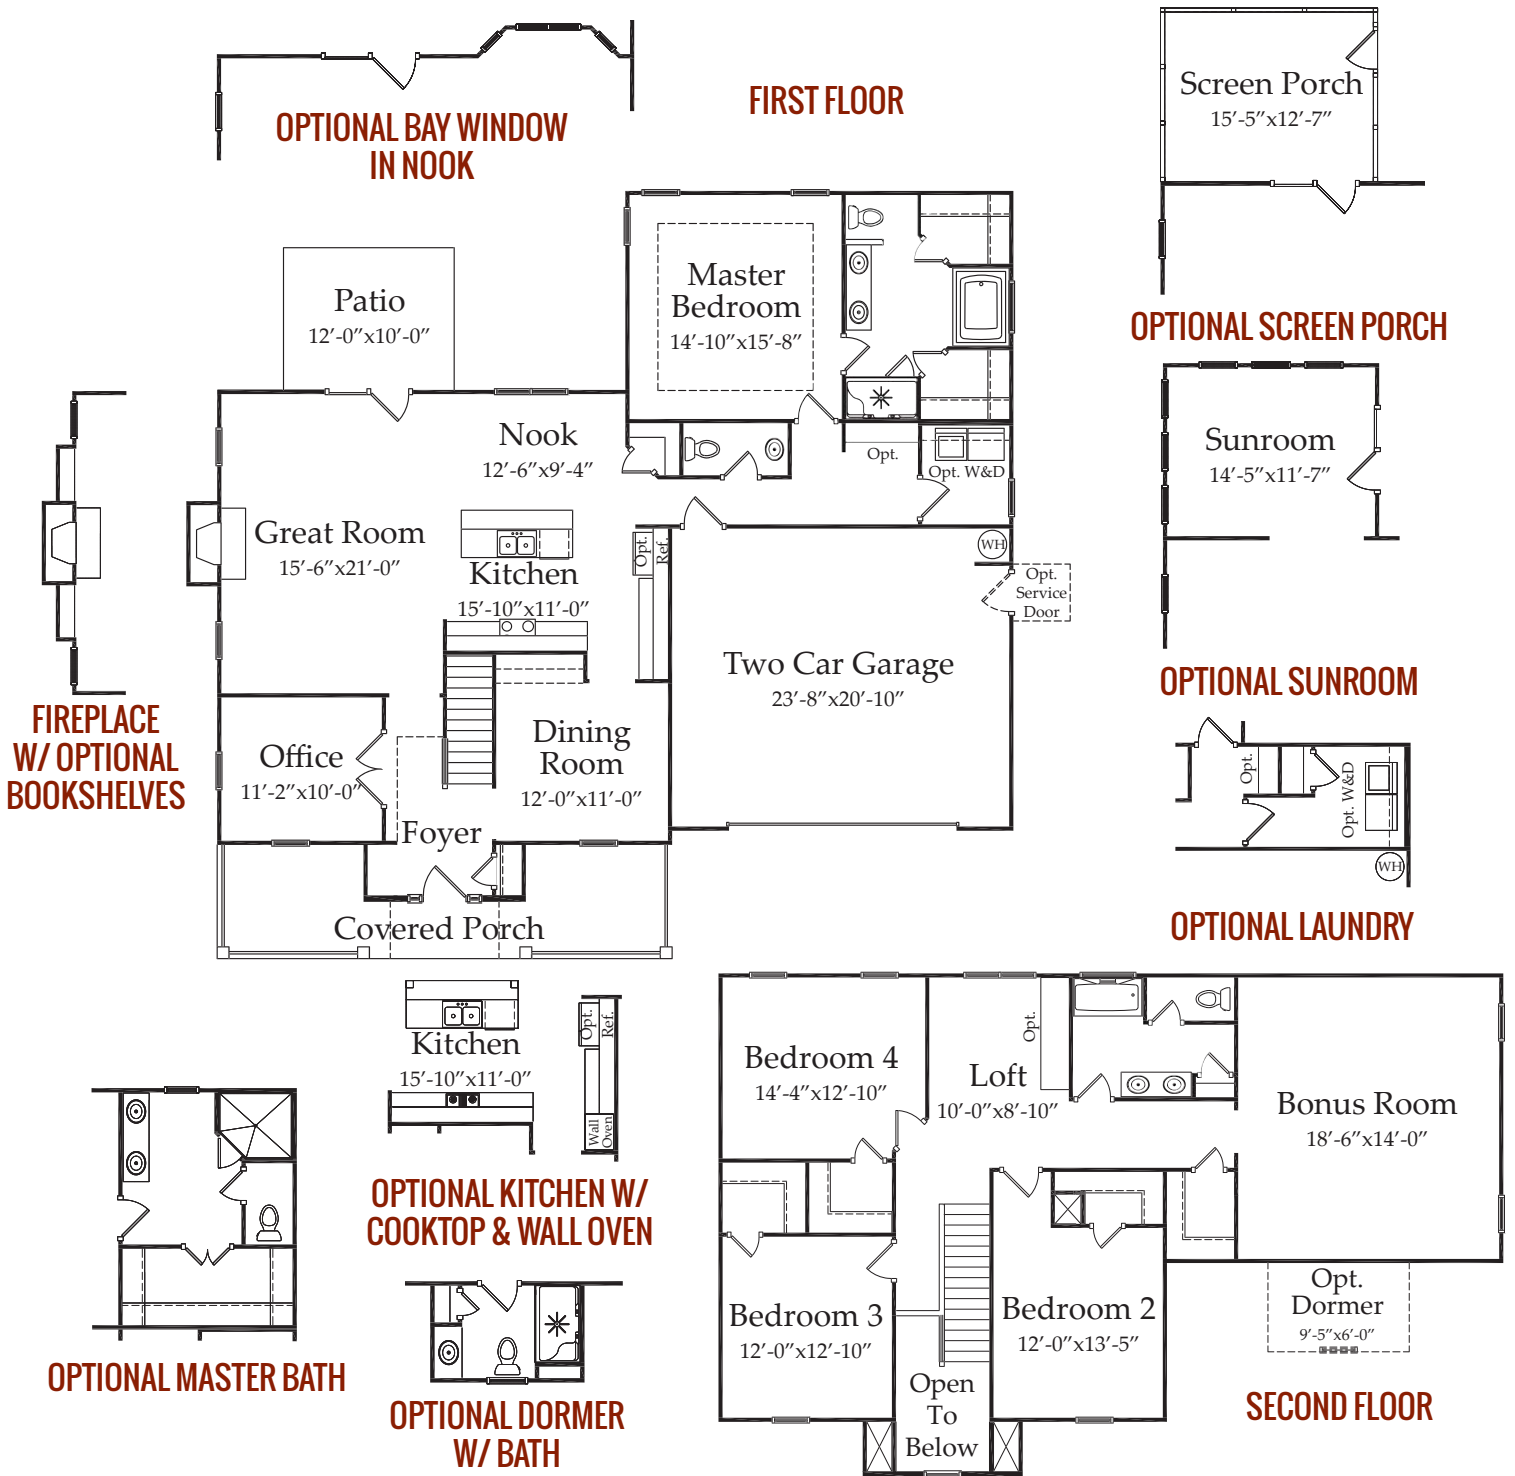 OPTIONAL BAY WINDOW
IN NOOK
FIRST FLOOR
Screen Porch
15'-5"x12'-7"
OPTIONAL SCREEN PORCH
Patio
12'-0"x10'-0"
Master
Bedroom
14'-10"x15'-8"
Nook
12'-6"x9'-4"
Opt.
Opt. W&D
Great Room
15'-6"x21'-0"
Kitchen
15'-10"x11'-0"
Opt.
Ref.
WH
Opt.
Service
Door
Two Car Garage
23'-8"x20'-10"
Office
11'-2"x10'-0"
Dining
Room
12'-0"x11'-0"
Foyer
Covered Porch
FIREPLACE
W/ OPTIONAL
BOOKSHELVES
Sunroom
14'-5"x11'-7"
OPTIONAL SUNROOM
Opt.
Opt. W&D
WH
OPTIONAL LAUNDRY
Kitchen
15'-10"x11'-0"
Opt.
Ref.
Wall
Oven
OPTIONAL KITCHEN W/
COOKTOP & WALL OVEN
OPTIONAL MASTER BATH
OPTIONAL DORMER
W/ BATH
Bedroom 4
14'-4"x12'-10"
Loft
10'-0"x8'-10"
Opt.
Bonus Room
18'-6"x14'-0"
Bedroom 3
12'-0"x12'-10"
Bedroom 2
12'-0"x13'-5"
Opt.
Dormer
9'-5"x6'-0"
Open
To
Below
SECOND FLOOR